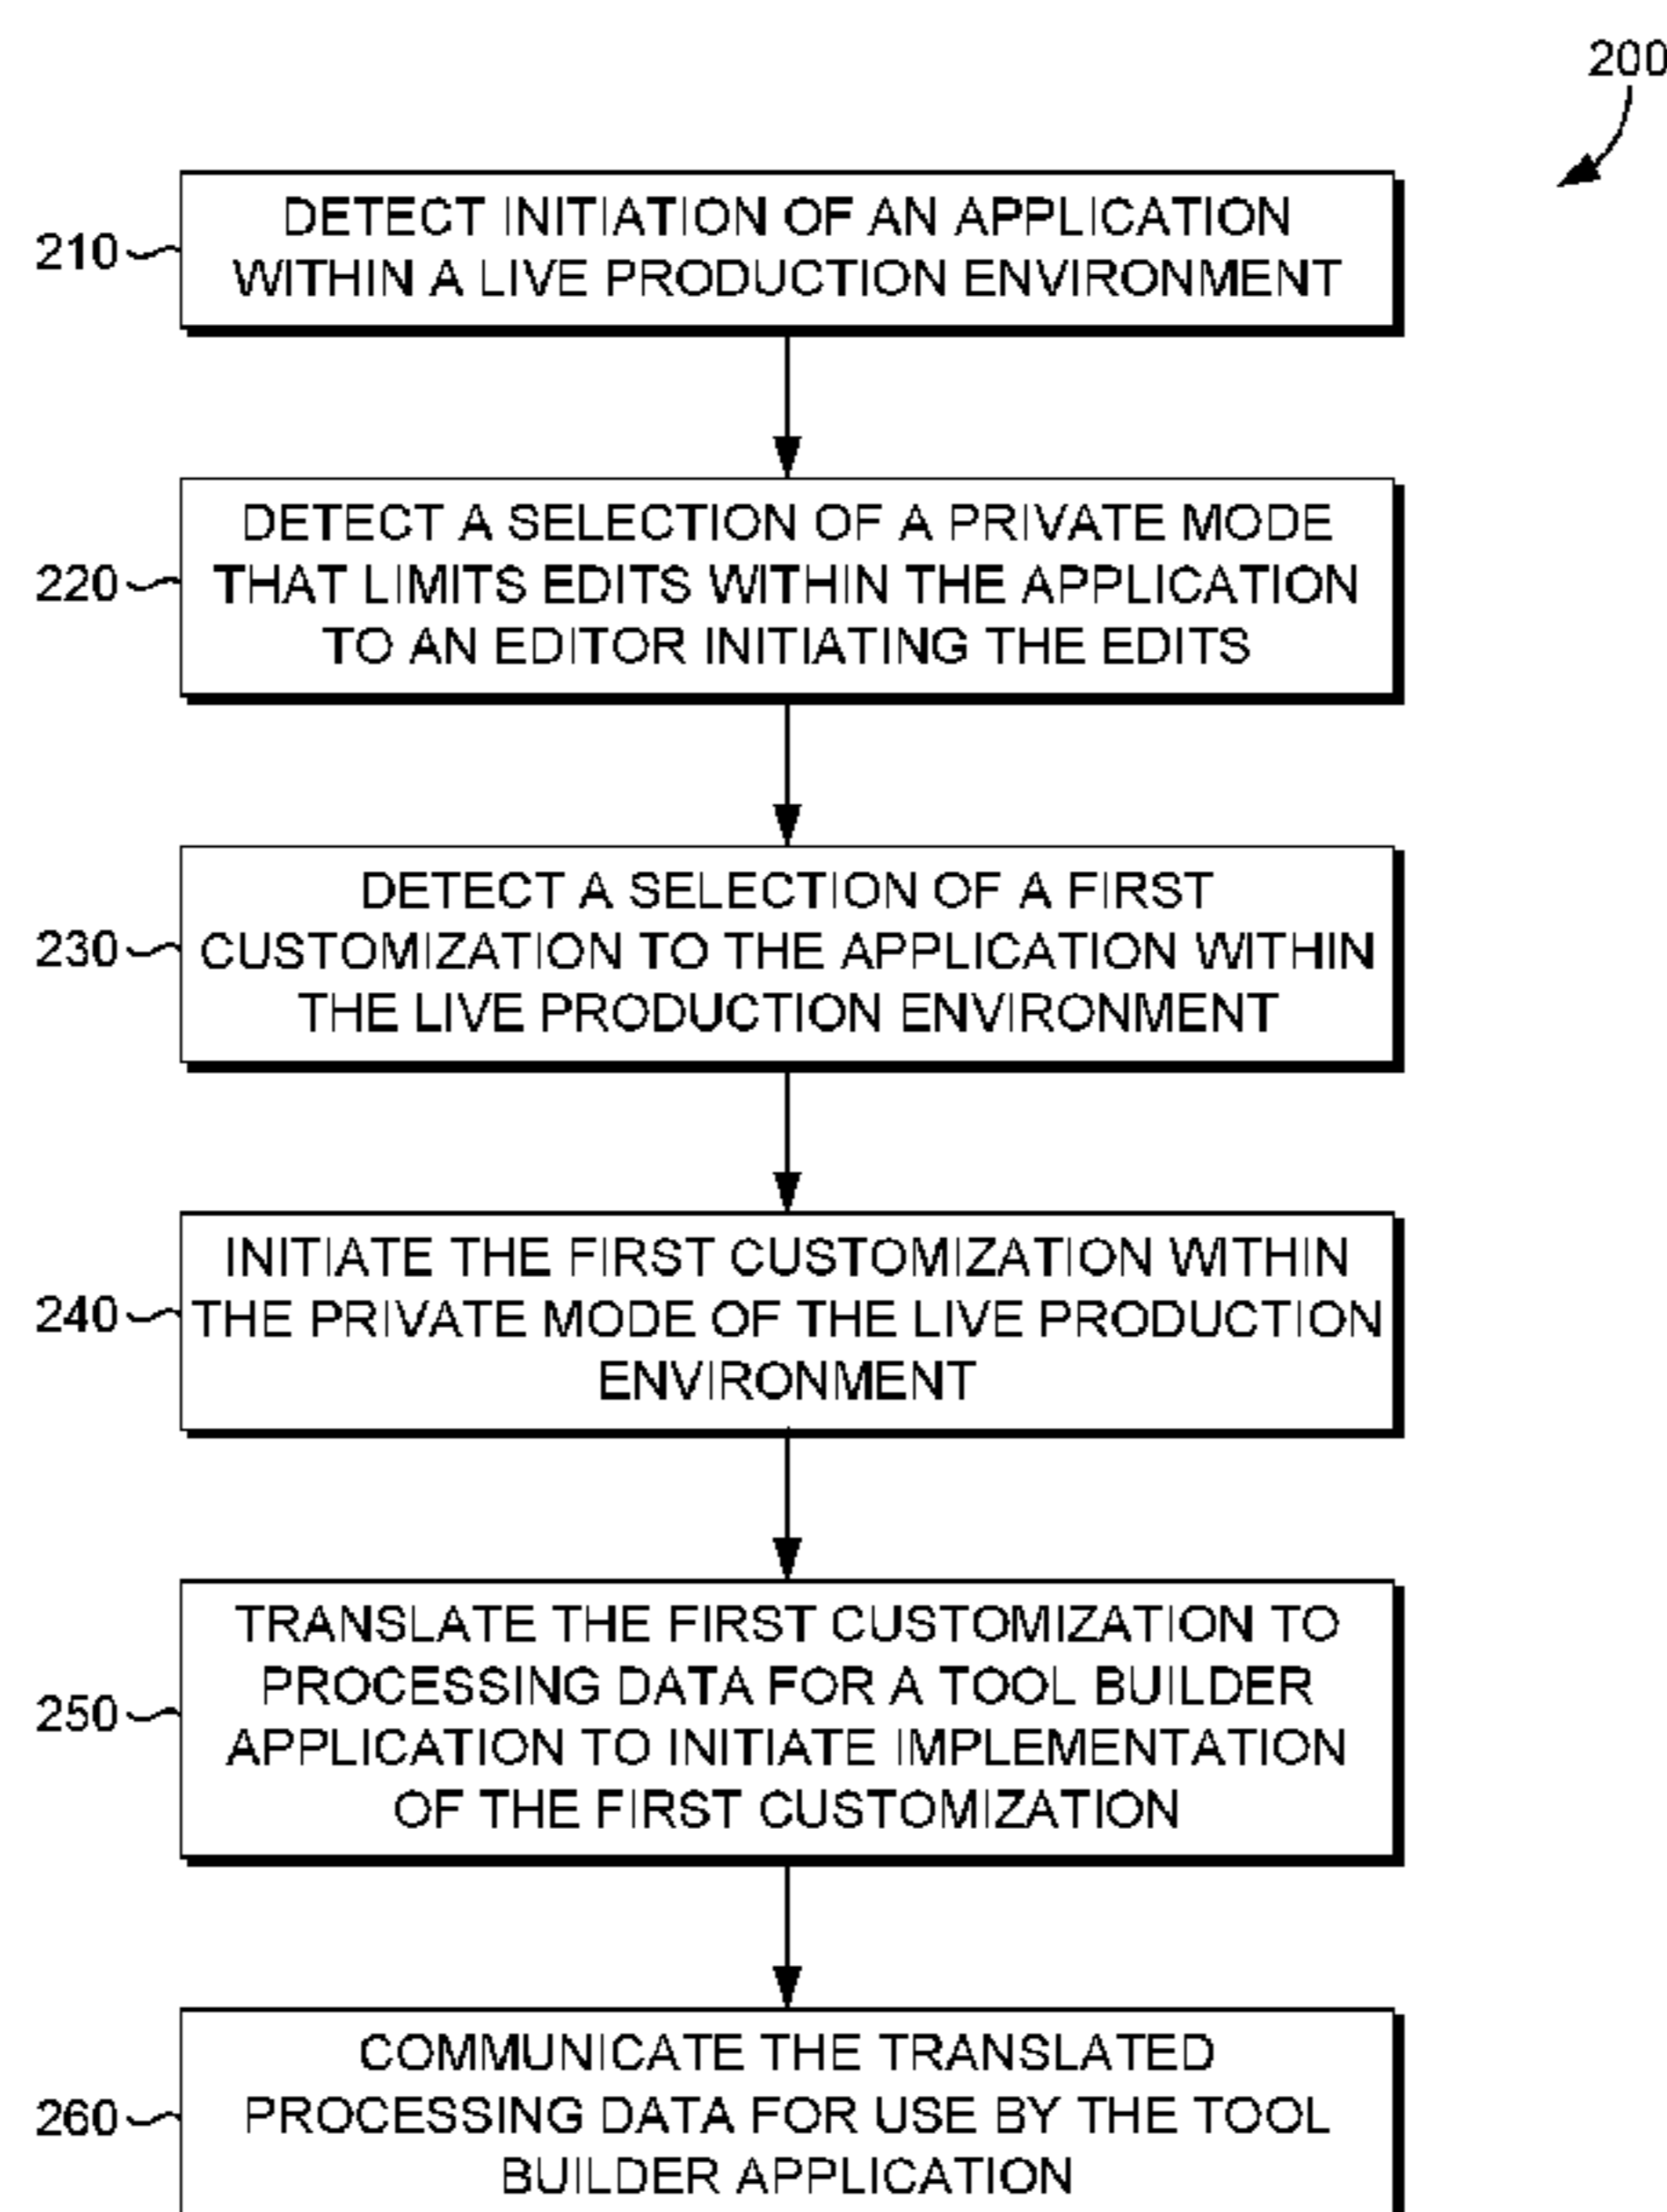 200
210
DETECT INITIATION OF AN APPLICATION
WITHIN A LIVE PRODUCTION ENVIRONMENT
220
DETECT A SELECTION OF A PRIVATE MODE
THAT LIMITS EDITS WITHIN THE APPLICATION
TO AN EDITOR INITIATING THE EDITS
230
DETECT A SELECTION OF A FIRST
CUSTOMIZATION TO THE APPLICATION WITHIN
THE LIVE PRODUCTION ENVIRONMENT
240
INITIATE THE FIRST CUSTOMIZATION WITHIN
THE PRIVATE MODE OF THE LIVE PRODUCTION
ENVIRONMENT
250
TRANSLATE THE FIRST CUSTOMIZATION TO
PROCESSING DATA FOR A TOOL BUILDER
APPLICATION TO INITIATE IMPLEMENTATION
OF THE FIRST CUSTOMIZATION
260
COMMUNICATE THE TRANSLATED
PROCESSING DATA FOR USE BY THE TOOL
BUILDER APPLICATION